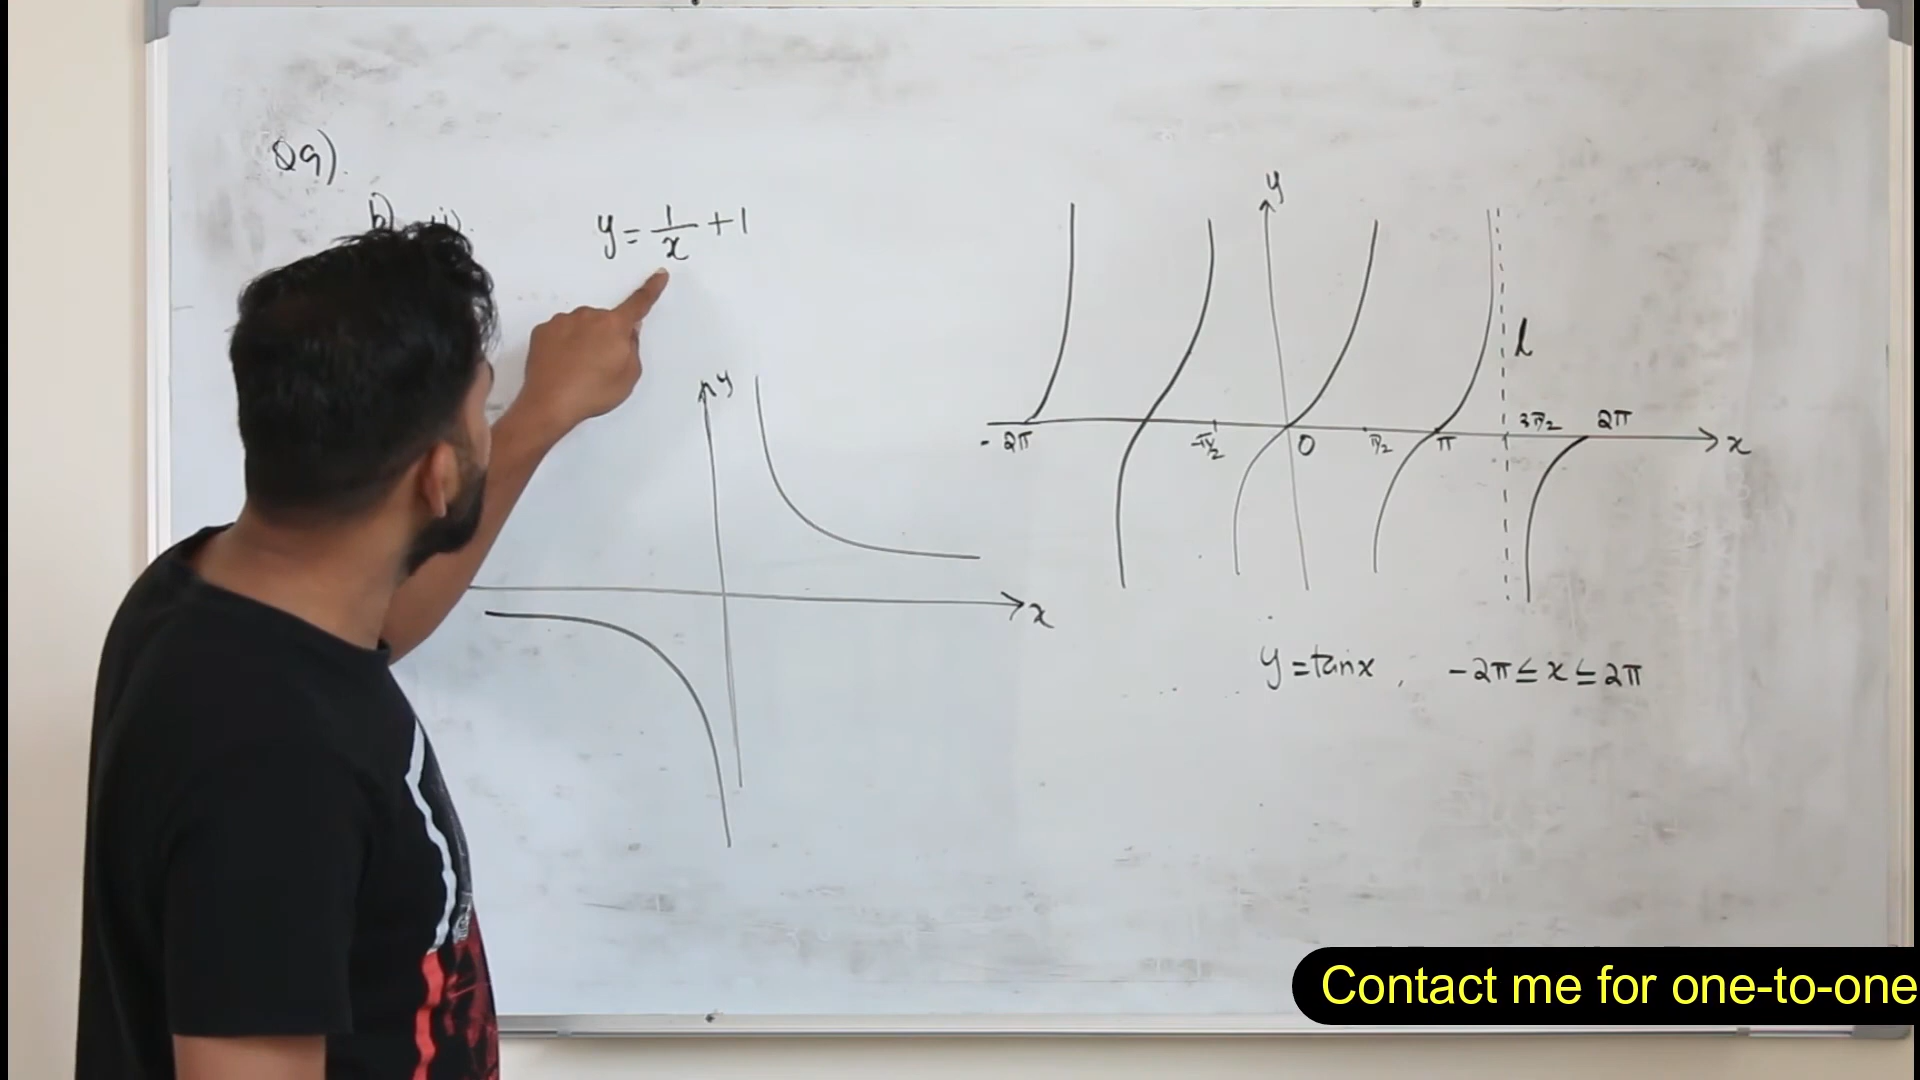 Q9).
b)
y = 1/x + 1
y
x
y
l
- 2π -π/2 0 π/2 π 3π/2 2π x
y = tanx , -2π ≤ x ≤ 2π
Contact me for one-to-one